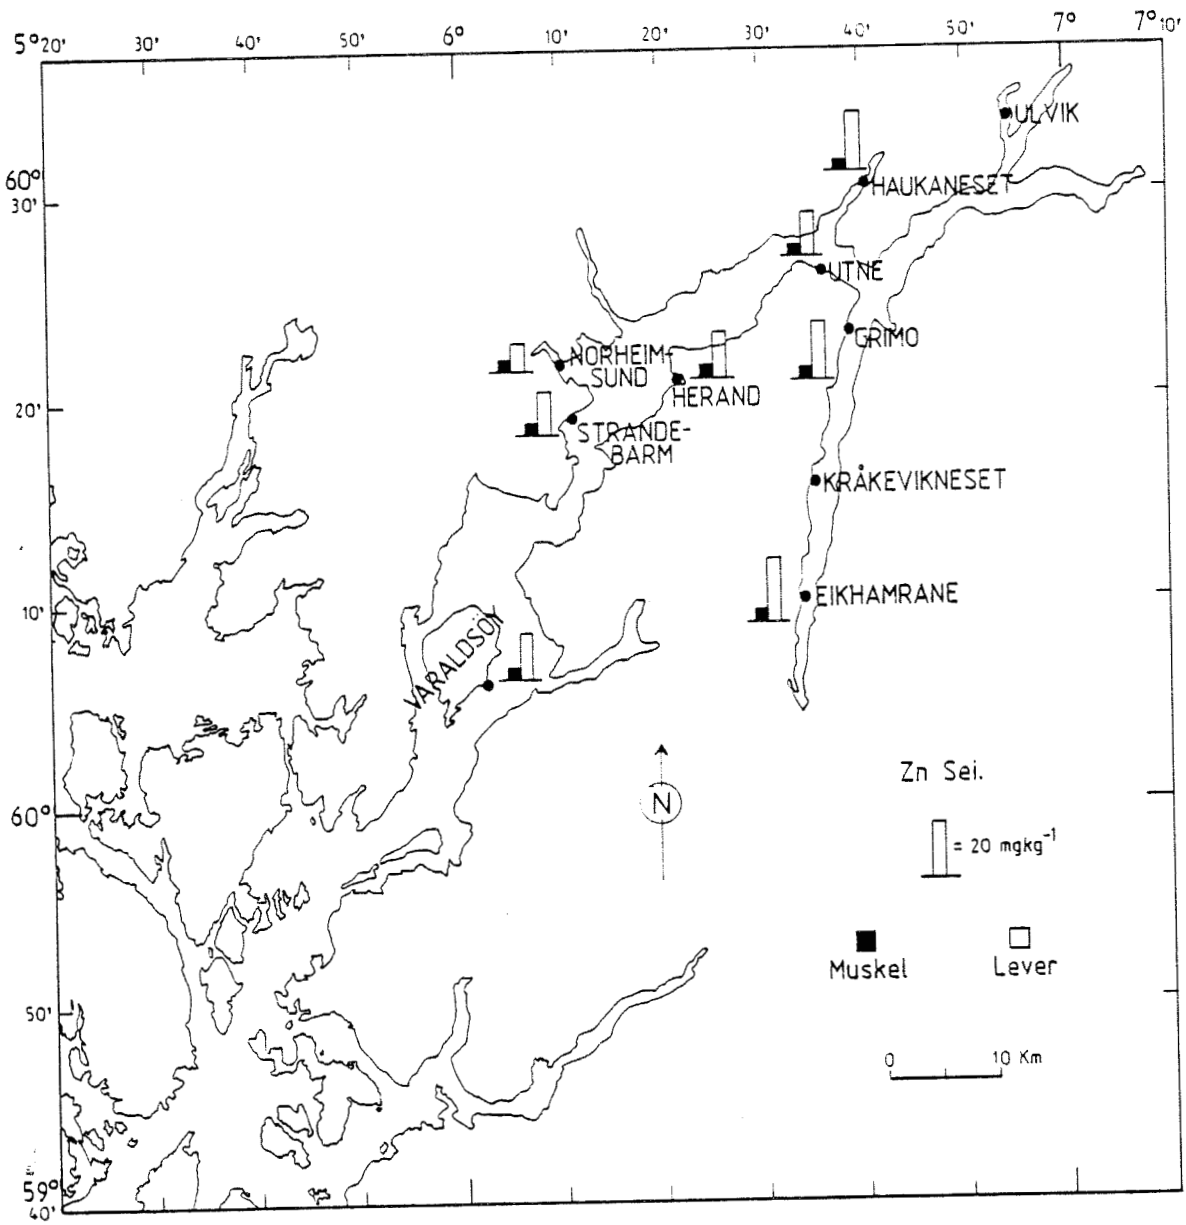 5° 20' 30' 40' 50' 6° 10' 20' 30' 40' 50' 7° 7° 10'
ULVIK
60°
30'
HAUKANESET
UTNE
GRIMO
NORHEIM-
SUND
HERAND
20'
STRANDE-
BARM
KRÅKEVIKNESET
EIKHAMRANE
10'
VARALDSÖY
Zn Sei.
60°
N
= 20 mgkg-1
Muskel
Lever
50'
0 10 Km
59°
40'